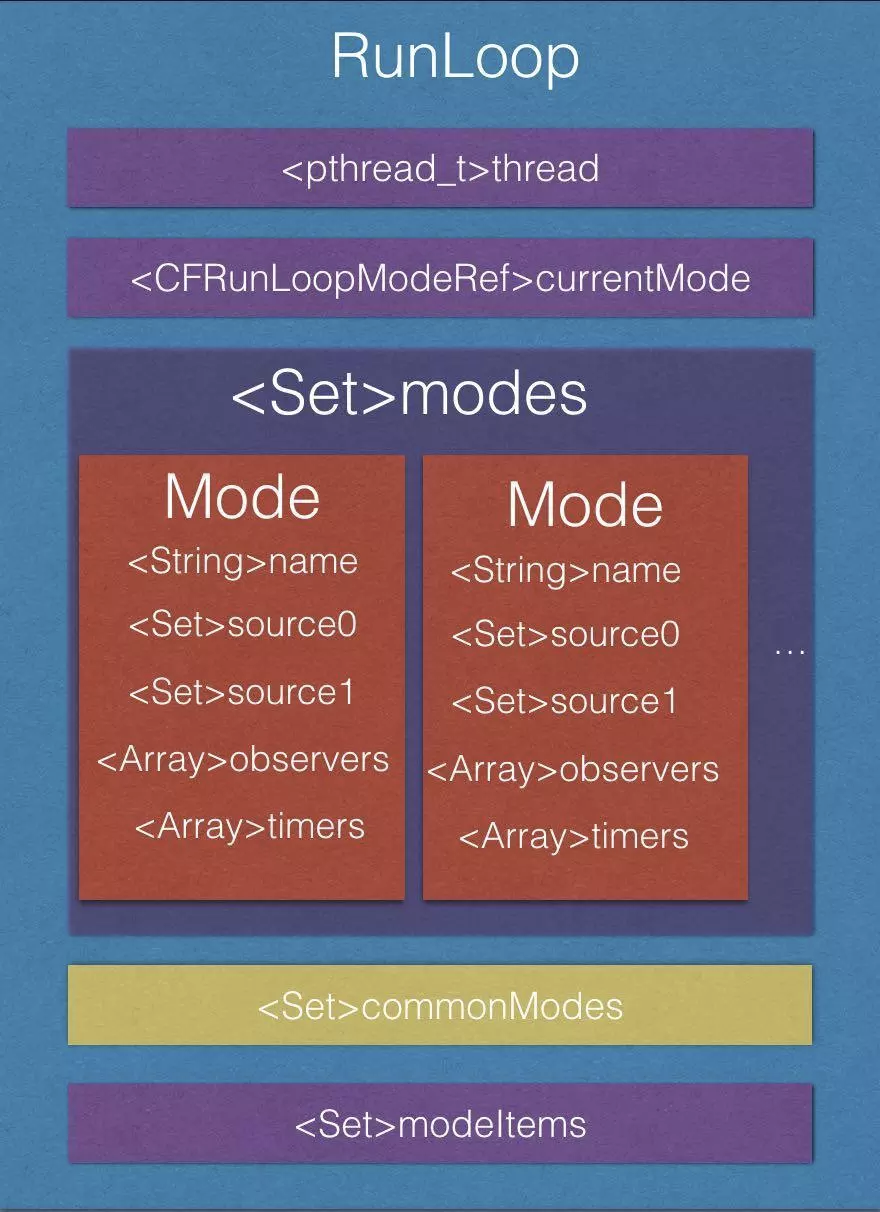 RunLoop
<pthread_t>thread
<CFRunLoopModeRef>currentMode
<Set>modes
Mode
<String>name
<Set>source0
<Set>source1
<Array>observers
<Array>timers
Mode
<String>name
<Set>source0
<Set>source1
<Array>observers
<Array>timers
...
<Set>commonModes
<Set>modeItems